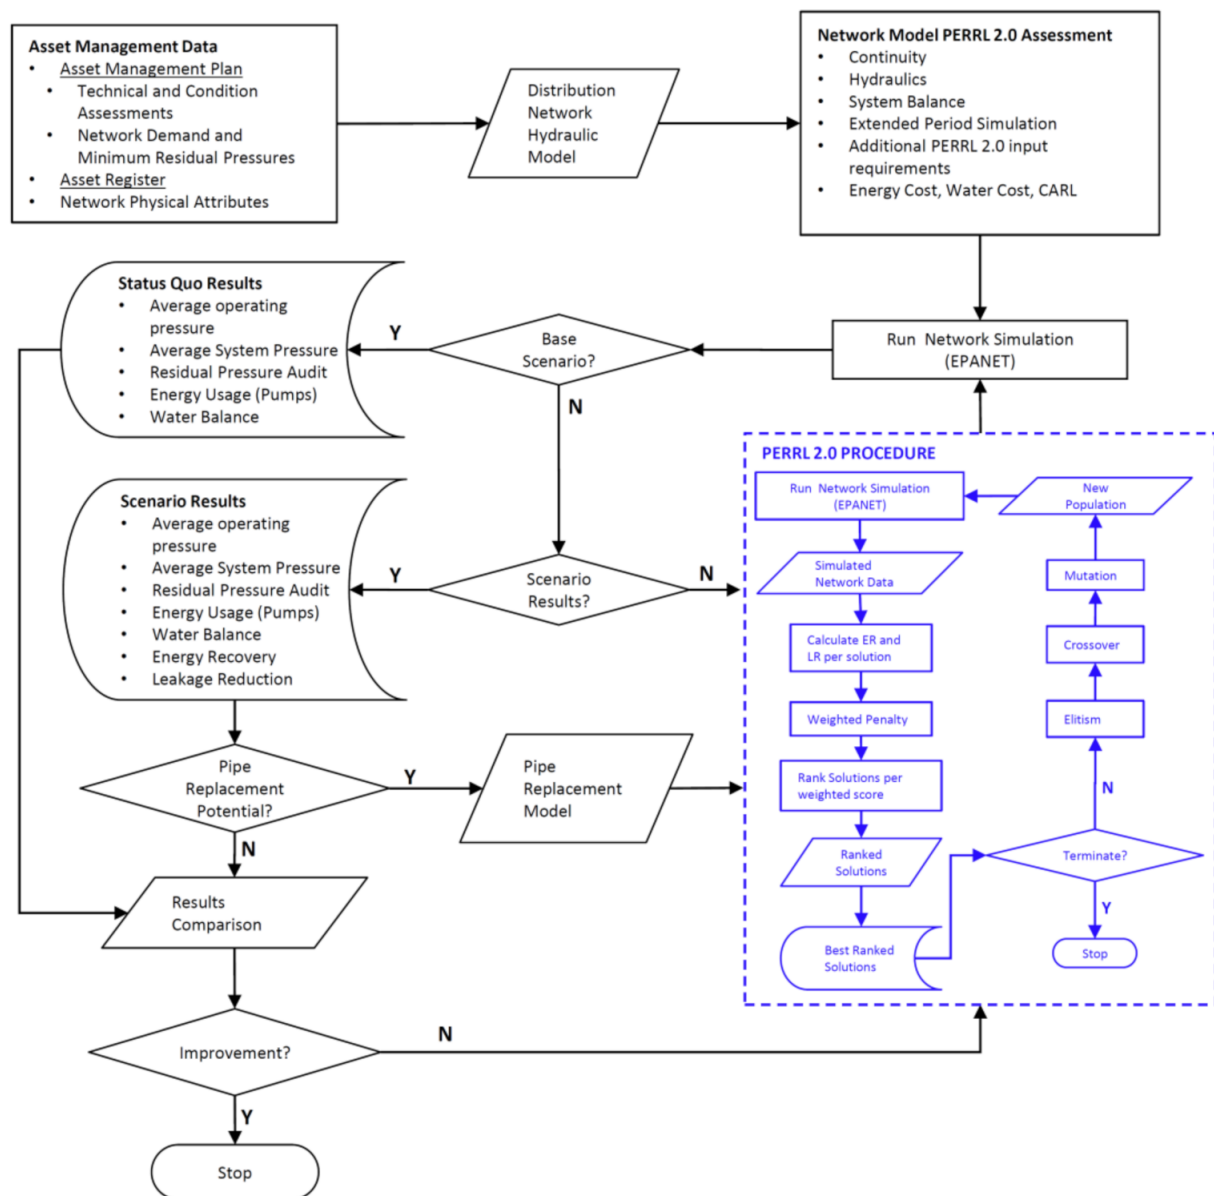 Asset Management Data
• Asset Management Plan
• Technical and Condition
Assessments
• Network Demand and
Minimum Residual Pressures
• Asset Register
• Network Physical Attributes
Distribution
Network
Hydraulic
Model
Network Model PERRL 2.0 Assessment
• Continuity
• Hydraulics
• System Balance
• Extended Period Simulation
• Additional PERRL 2.0 input
requirements
• Energy Cost, Water Cost, CARL
Status Quo Results
• Average operating
pressure
• Average System Pressure
• Residual Pressure Audit
• Energy Usage (Pumps)
• Water Balance
Y
Base
Scenario?
N
Run Network Simulation
(EPANET)
Scenario Results
• Average operating
pressure
• Average System Pressure
• Residual Pressure Audit
• Energy Usage (Pumps)
• Water Balance
• Energy Recovery
• Leakage Reduction
Y
Scenario
Results?
N
Pipe
Replacement
Potential?
Y
N
Pipe
Replacement
Model
Results
Comparison
Improvement?
N
Y
Stop
PERRL 2.0 PROCEDURE
Run Network Simulation
(EPANET)
Simulated
Network Data
Calculate ER and
LR per solution
Weighted Penalty
Rank Solutions per
weighted score
Ranked
Solutions
Best Ranked
Solutions
New
Population
Mutation
Crossover
Elitism
N
Terminate?
Y
Stop